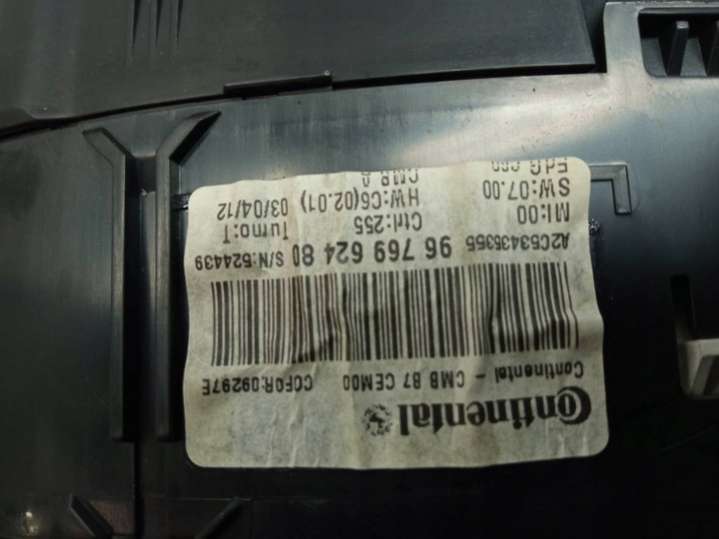 Continental
Continental - CMB B7 CEM00 CCFOR:09297E
A2C53435355 96 769 624 80 S/N:524439
MI:00 Ctrl:255 Turno:T
SW:07.00 HW:C6(02.01) 03/04/12